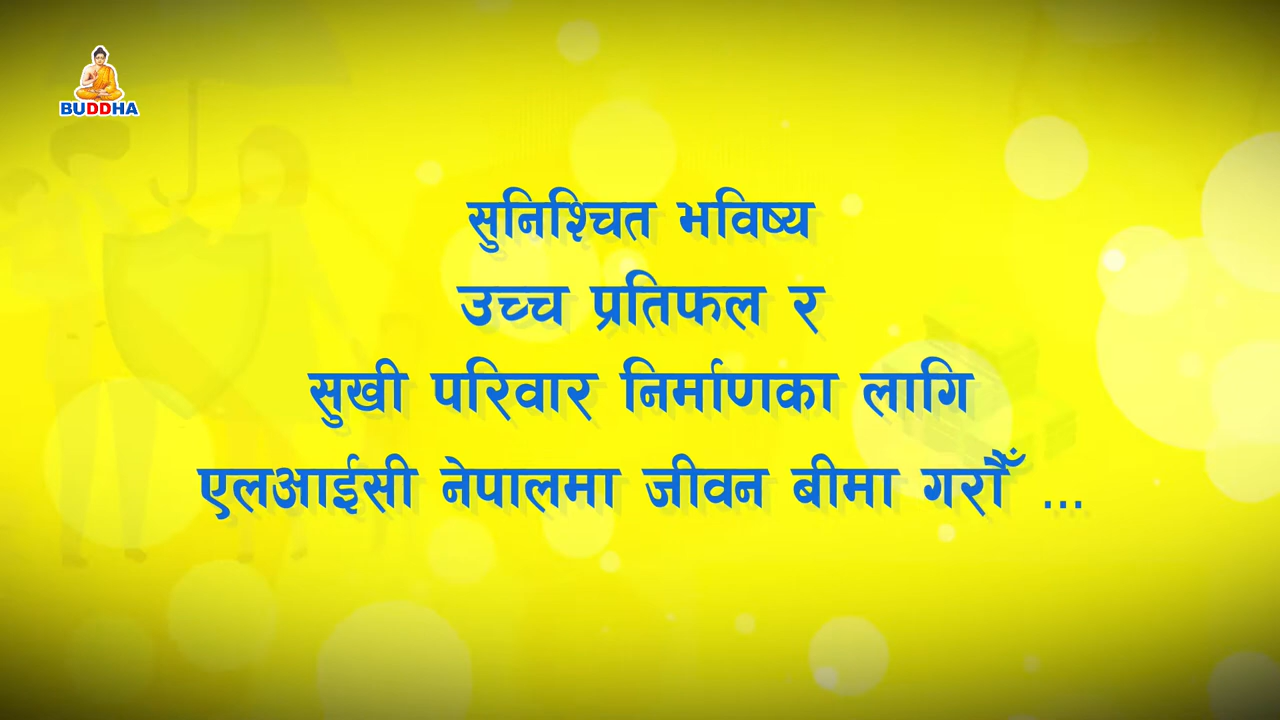 BUDDHA
सुनिश्चित भविष्य
उच्च प्रतिफल र
सुखी परिवार निर्माणका लागि
एलआईसी नेपालमा जीवन बीमा गरौँ ...